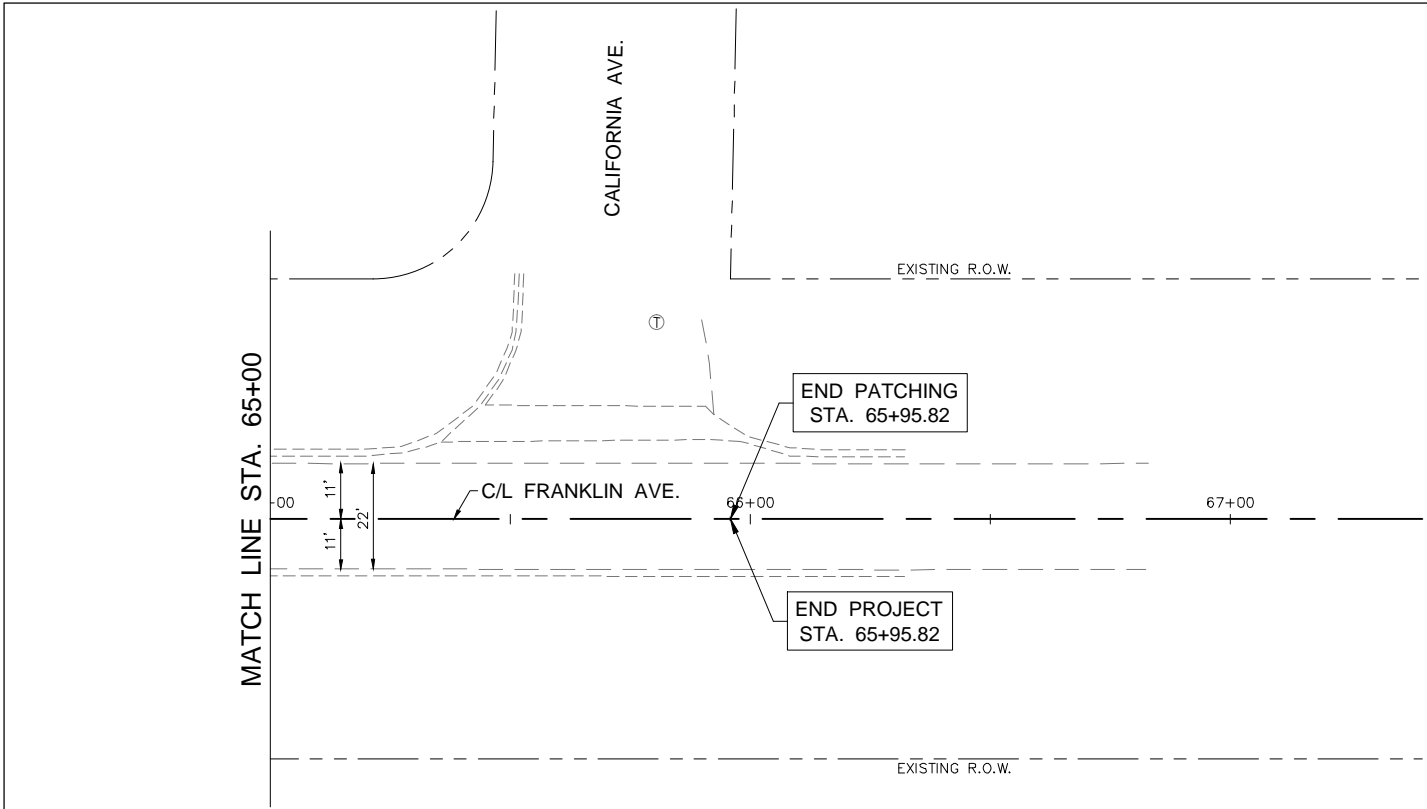 CALIFORNIA AVE.
EXISTING R.O.W.
T
MATCH LINE STA. 65+00
END PATCHING
STA. 65+95.82
11'
22'
11'
C/L FRANKLIN AVE.
00
66+00
67+00
END PROJECT
STA. 65+95.82
EXISTING R.O.W.